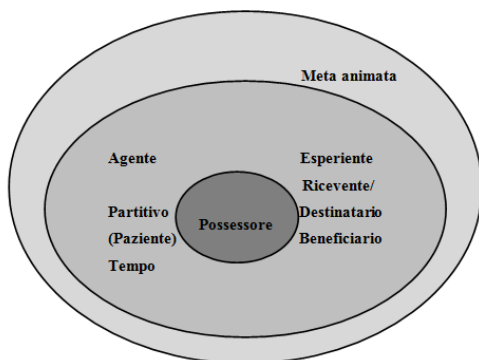 Meta animata
Agente
Esperiente
Ricevente/
Partitivo
Destinatario
(Paziente)
Possessore
Beneficiario
Tempo